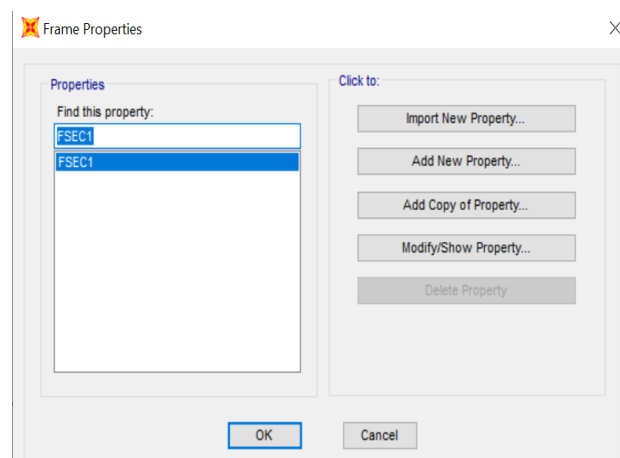 Frame Properties
Properties
Find this property:
FSEC1
FSEC1
Click to:
Import New Property...
Add New Property...
Add Copy of Property...
Modify/Show Property...
Delete Property
OK
Cancel